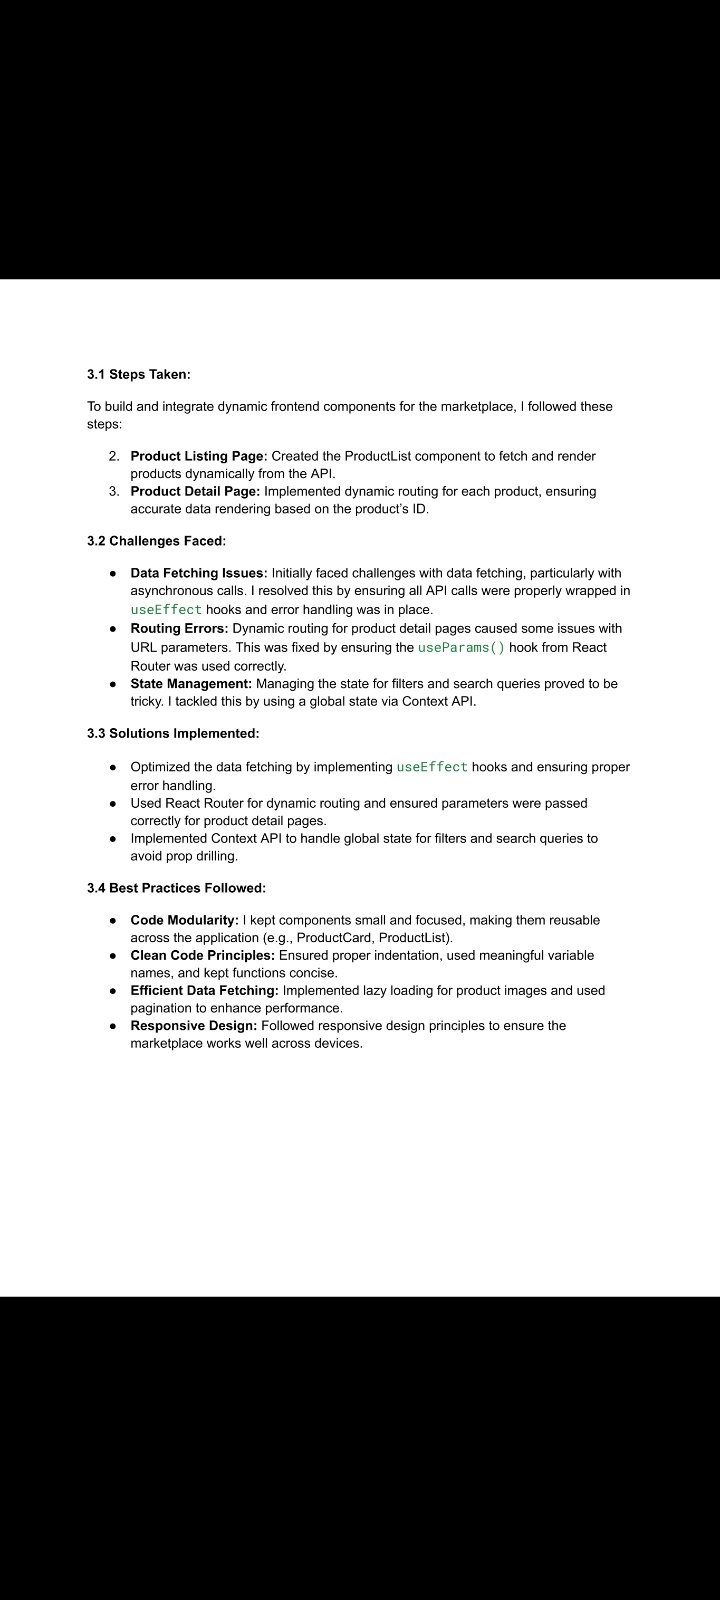 3.1 Steps Taken:
To build and integrate dynamic frontend components for the marketplace, I followed these
steps:
2. Product Listing Page: Created the ProductList component to fetch and render
products dynamically from the API.
3. Product Detail Page: Implemented dynamic routing for each product, ensuring
accurate data rendering based on the product's ID.
3.2 Challenges Faced:
● Data Fetching Issues: Initially faced challenges with data fetching, particularly with
asynchronous calls. I resolved this by ensuring all API calls were properly wrapped in
useEffect hooks and error handling was in place.
● Routing Errors: Dynamic routing for product detail pages caused some issues with
URL parameters. This was fixed by ensuring the useParams() hook from React
Router was used correctly.
● State Management: Managing the state for filters and search queries proved to be
tricky. I tackled this by using a global state via Context API.
3.3 Solutions Implemented:
● Optimized the data fetching by implementing useEffect hooks and ensuring proper
error handling.
● Used React Router for dynamic routing and ensured parameters were passed
correctly for product detail pages.
● Implemented Context API to handle global state for filters and search queries to
avoid prop drilling.
3.4 Best Practices Followed:
● Code Modularity: I kept components small and focused, making them reusable
across the application (e.g., ProductCard, ProductList).
● Clean Code Principles: Ensured proper indentation, used meaningful variable
names, and kept functions concise.
● Efficient Data Fetching: Implemented lazy loading for product images and used
pagination to enhance performance.
● Responsive Design: Followed responsive design principles to ensure the
marketplace works well across devices.